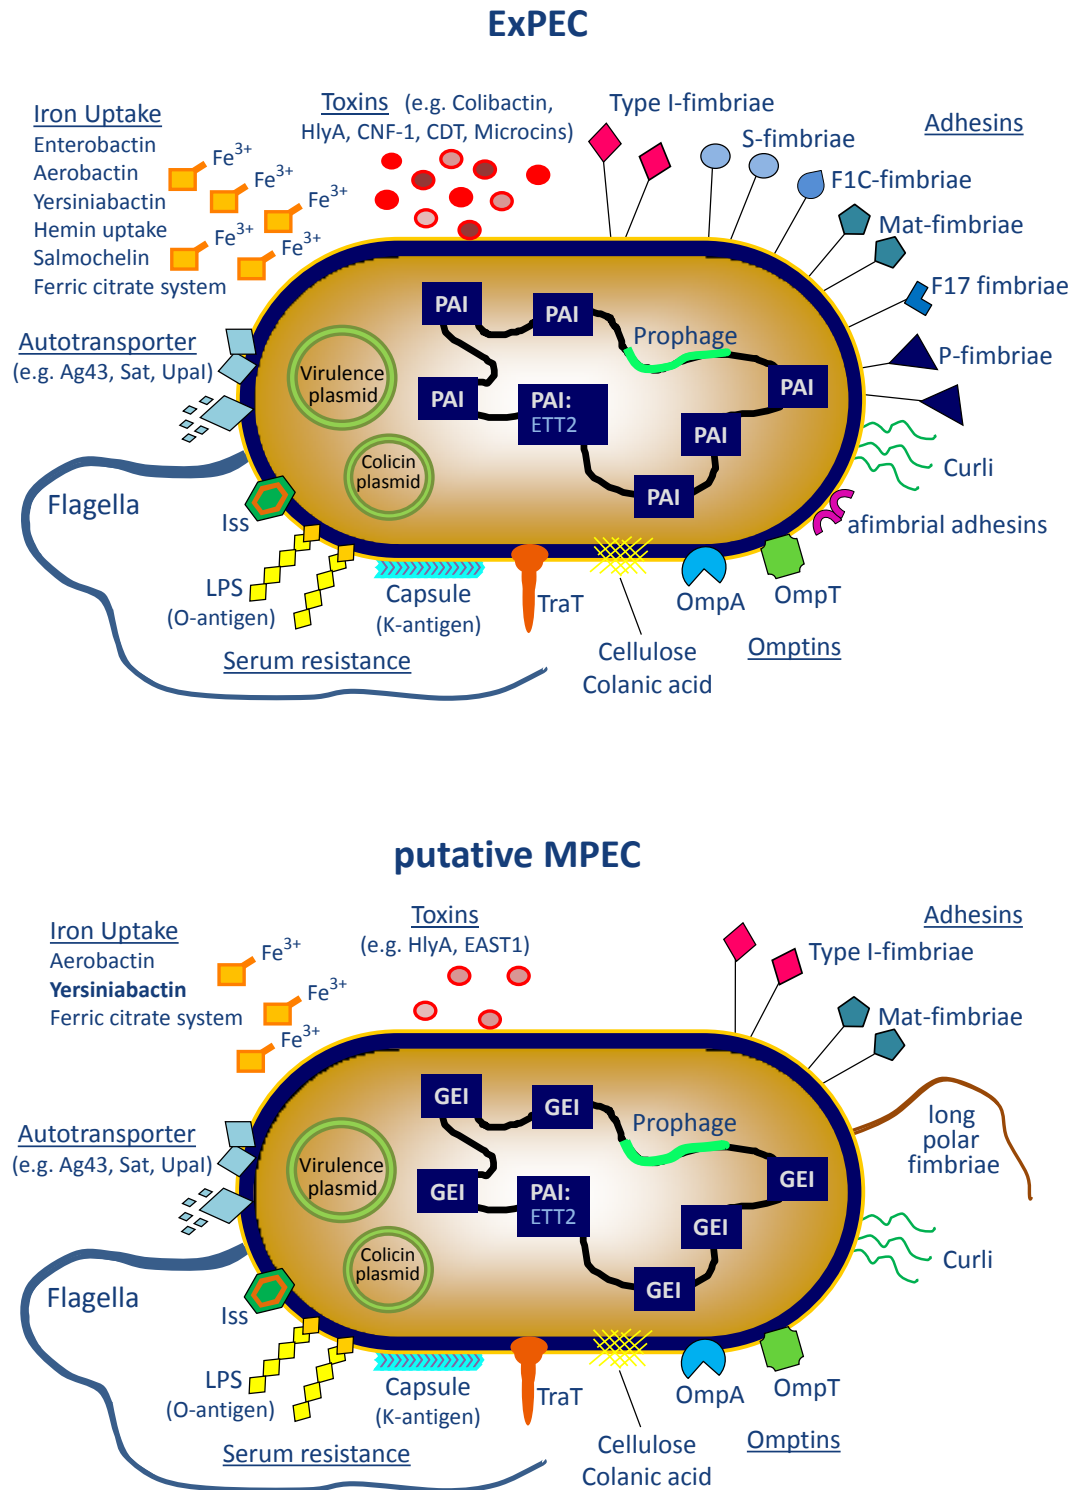 ExPEC
Iron Uptake
Enterobactin
Aerobactin
Yersiniabactin
Hemin uptake
Salmochelin
Ferric citrate system
Fe3+
Fe3+
Fe3+
Fe3+
Fe3+
Toxins (e.g. Colibactin,
HlyA, CNF-1, CDT, Microcins)
Type I-fimbriae
Adhesins
S-fimbriae
F1C-fimbriae
Mat-fimbriae
F17 fimbriae
P-fimbriae
Curli
afimbrial adhesins
Autotransporter
(e.g. Ag43, Sat, UpaI)
Virulence
plasmid
Colicin
plasmid
PAI
PAI
Prophage
PAI
PAI
PAI:
ETT2
PAI
PAI
Flagella
Iss
LPS
(O-antigen)
Capsule
(K-antigen)
TraT
OmpA
OmpT
Serum resistance
Cellulose
Colanic acid
Omptins
putative MPEC
Iron Uptake
Aerobactin
Yersiniabactin
Ferric citrate system
Fe3+
Fe3+
Fe3+
Toxins
(e.g. HlyA, EAST1)
Adhesins
Type I-fimbriae
Mat-fimbriae
long
polar
fimbriae
Curli
Autotransporter
(e.g. Ag43, Sat, UpaI)
Virulence
plasmid
Colicin
plasmid
GEI
GEI
Prophage
GEI
GEI
PAI:
ETT2
GEI
GEI
Flagella
Iss
LPS
(O-antigen)
Capsule
(K-antigen)
TraT
OmpA
OmpT
Serum resistance
Cellulose
Colanic acid
Omptins